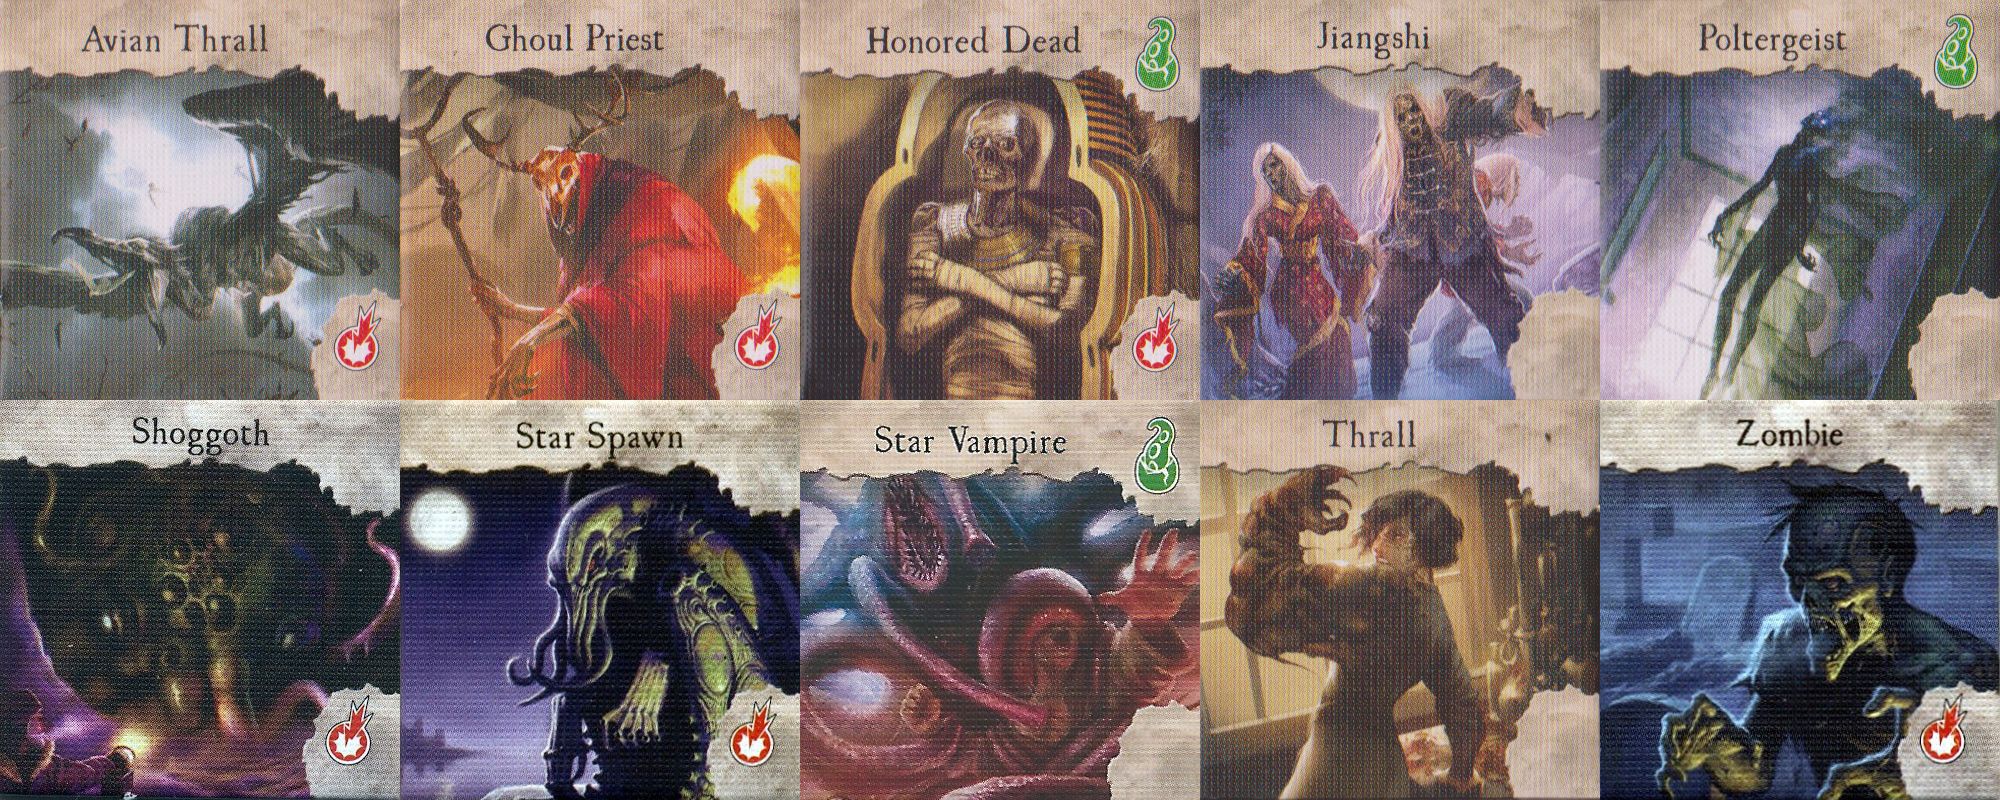 Avian Thrall
Ghoul Priest
Honored Dead
Jiangshi
Poltergeist
Shoggoth
Star Spawn
Star Vampire
Thrall
Zombie